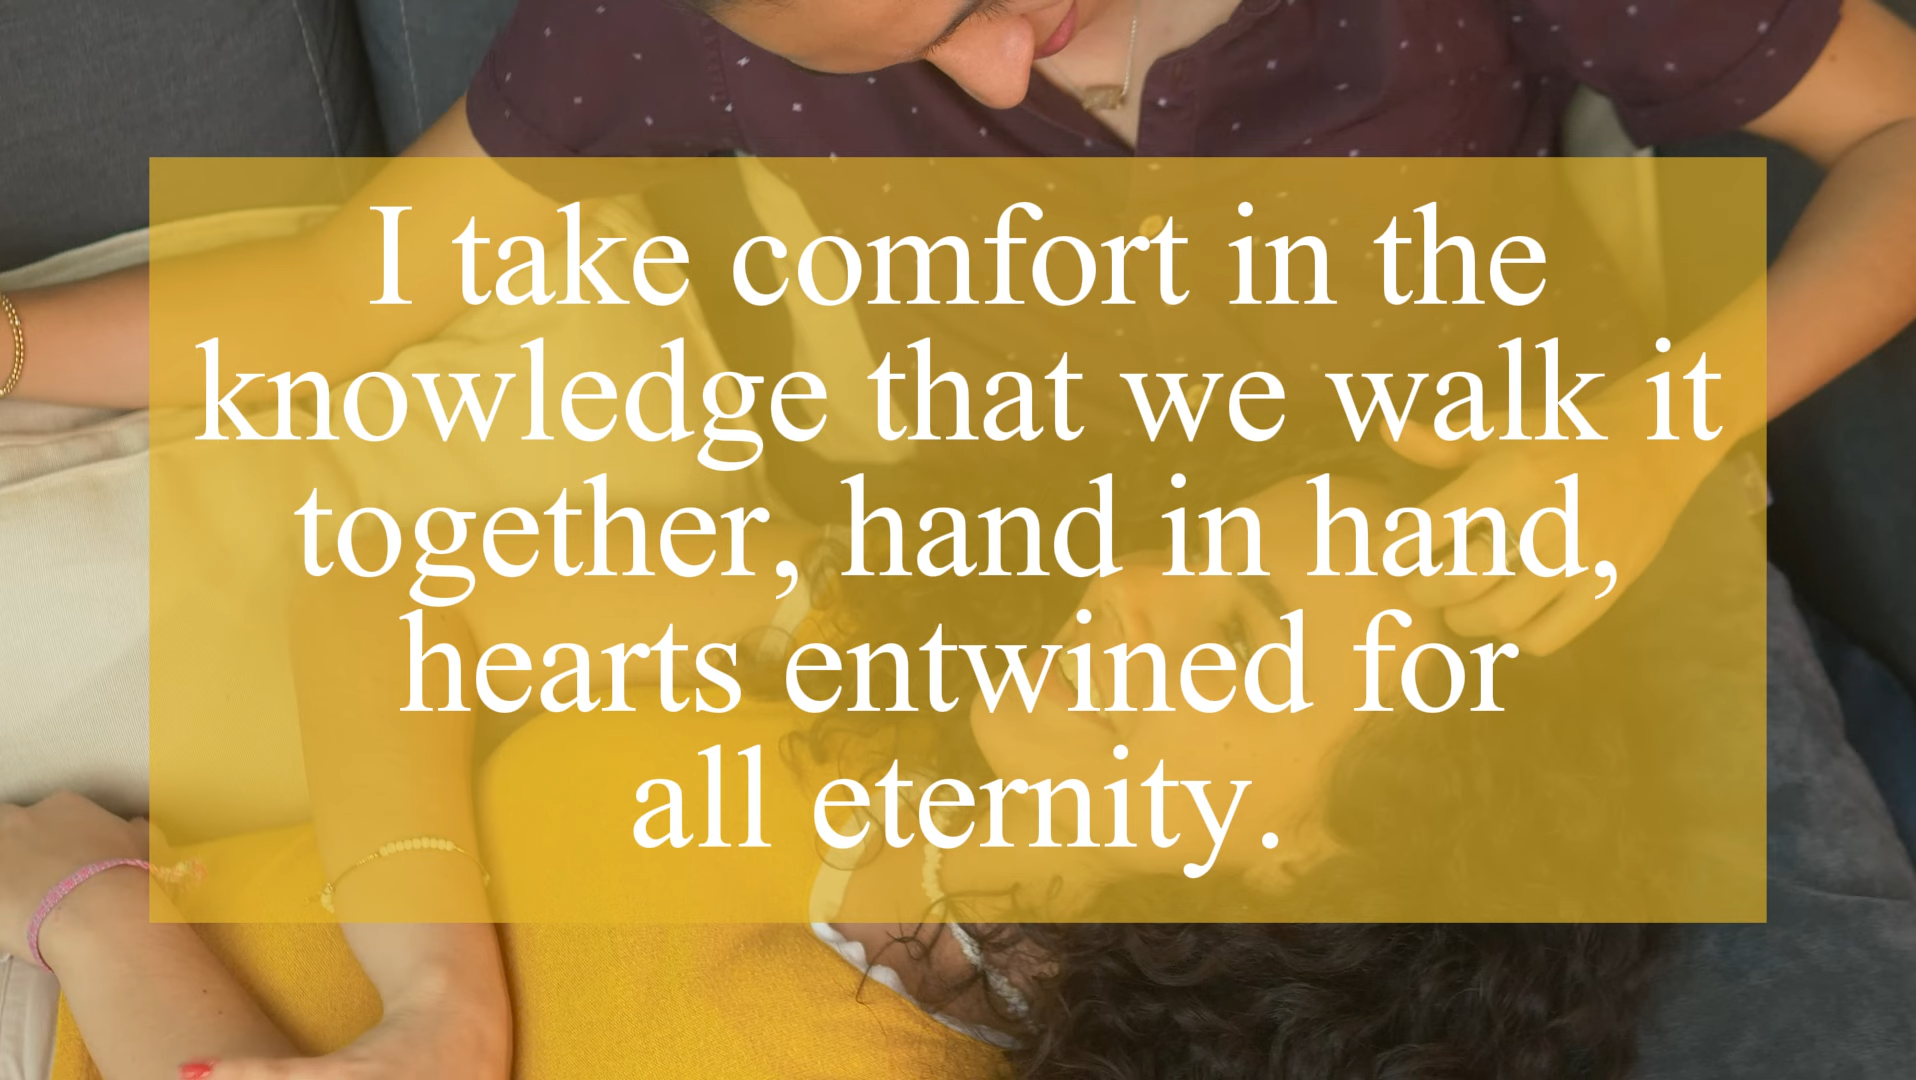 I take comfort in the
knowledge that we walk it
together, hand in hand,
hearts entwined for
all eternity.